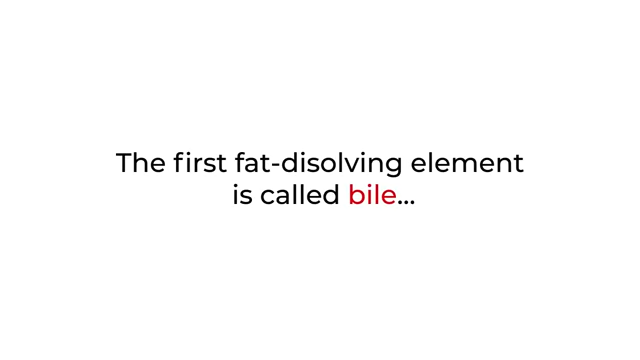 The first fat-disolving element
is called bile...